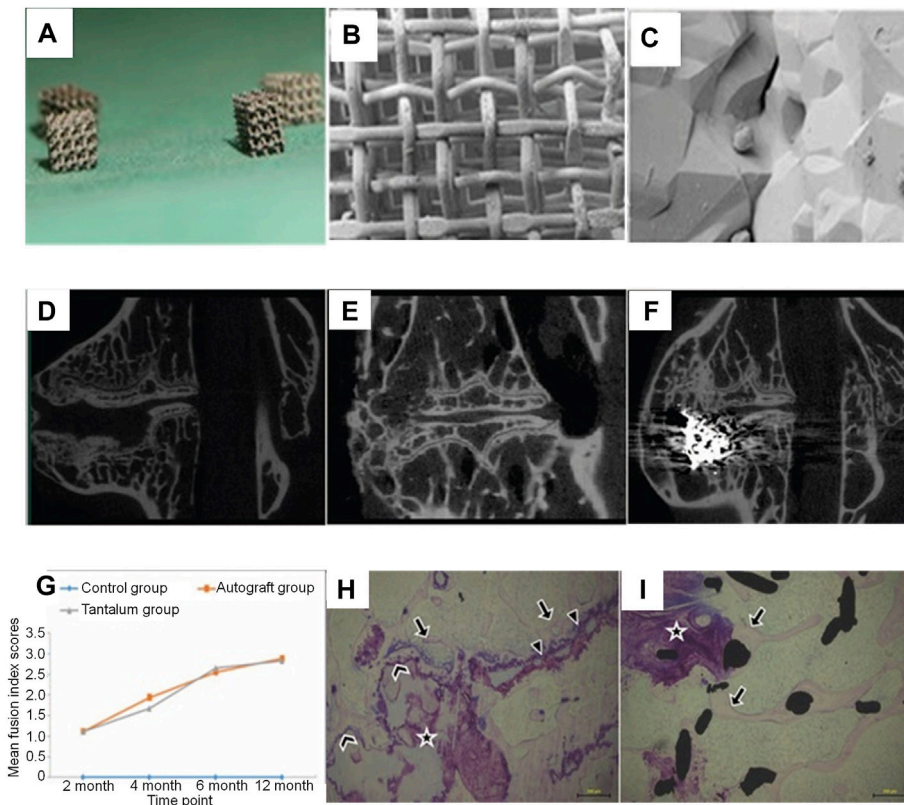 A
B
C
D
E
F
G
Control group
Autograft group
Tantalum group
Mean fusion index scores
3.5
3.0
2.5
2.0
1.5
1.0
0.5
0
2 month
4 month
6 month
12 month
Time point
H
I